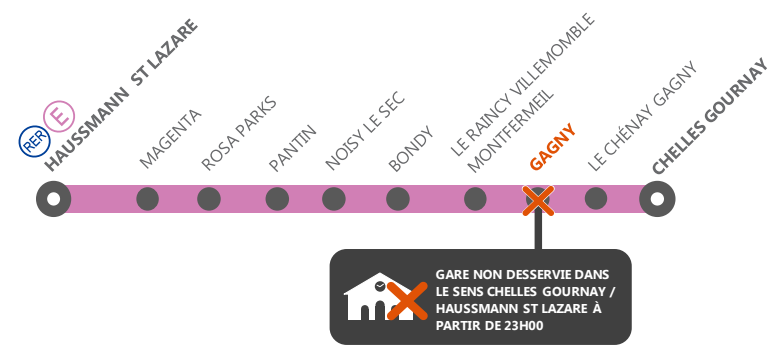 RER
E
HAUSSMANN ST LAZARE
MAGENTA
ROSA PARKS
PANTIN
NOISY LE SEC
BONDY
LE RAINCY VILLEMOMBLE
MONTFERMEIL
GAGNY
LE CHÉNAY GAGNY
CHELLES GOURNAY
GARE NON DESSERVIE DANS
LE SENS CHELLES GOURNAY /
HAUSSMANN ST LAZARE À
PARTIR DE 23H00